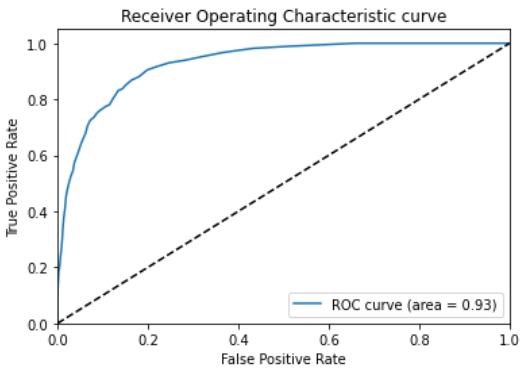 Receiver Operating Characteristic curve
1.0
0.8
0.6
0.4
0.2
0.0
True Positive Rate
ROC curve (area = 0.93)
0.0 0.2 0.4 0.6 0.8 1.0
False Positive Rate